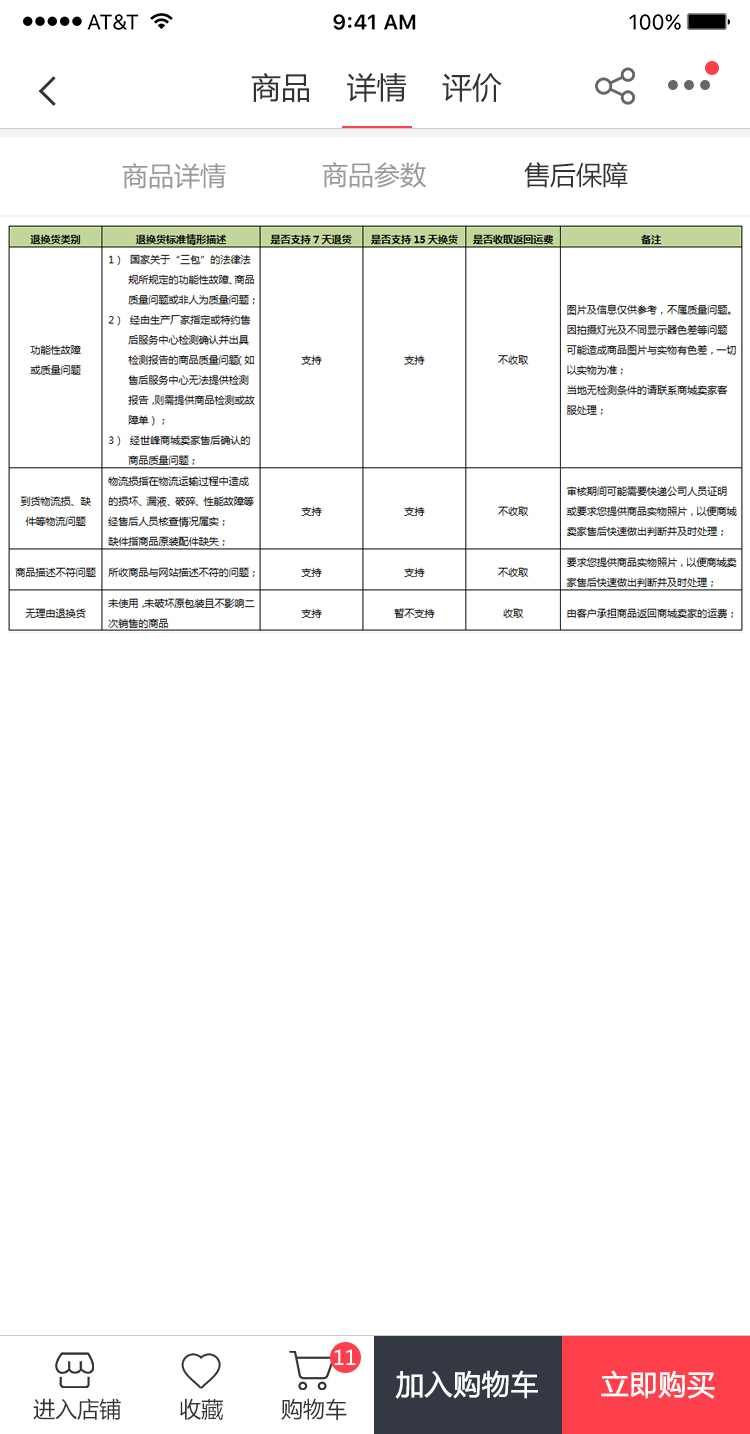 AT&T 9:41 AM 100%
商品 详情 评价
商品详情 商品参数 售后保障
退换货类别 退换货标准情形描述 是否支持 7 天退货 是否支持 15 天换货 是否收取返回运费 备注
功能性故障
或质量问题
1） 国家关于“三包”的法律法
规所规定的功能性故障、商品
质量问题或非人为质量问题；
2） 经由生产厂家指定或特约售
后服务中心检测确认并出具
检测报告的商品质量问题( 如
售后服务中心无法提供检测
报告，则需提供商品检测或故
障单）；
3） 经世峰商城卖家售后确认的
商品质量问题；
支持
支持
不收取
图片及信息仅供参考，不属质量问题。
因拍摄灯光及不同显示器色差等问题
可能造成商品图片与实物有色差，一切
以实物为准；
当地无检测条件的请联系商城卖家客
服处理；
到货物流损、缺
件等物流问题
物流损指在物流运输过程中造成
的损坏、漏液、破碎、性能故障等
经售后人员核查情况属实；
缺件指商品原装配件缺失；
支持
支持
不收取
审核期间可能需要快递公司人员证明
或要求您提供商品实物照片，以便商城
卖家售后快速做出判断并及时处理；
商品描述不符问题
所收商品与网站描述不符的问题；
支持
支持
不收取
要求您提供商品实物照片，以便商城卖
家售后快速做出判断并及时处理；
无理由退换货
未使用，未破坏原包装且不影响二
次销售的商品
支持
暂不支持
收取
由客户承担商品返回商城卖家的运费；
11
进入店铺 收藏 购物车 加入购物车 立即购买